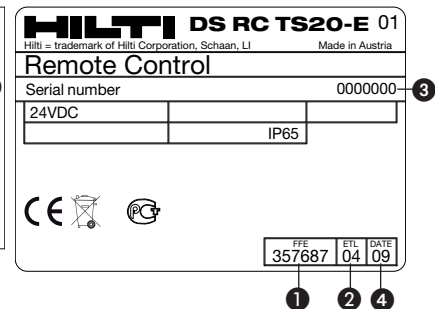 HILTI DS RC TS20-E 01
Hilti = trademark of Hilti Corporation, Schaan, LI Made in Austria
Remote Control
Serial number 0000000 3
24VDC
IP65
CE PCT
FFE ETL DATE
357687 04 09
1 2 4